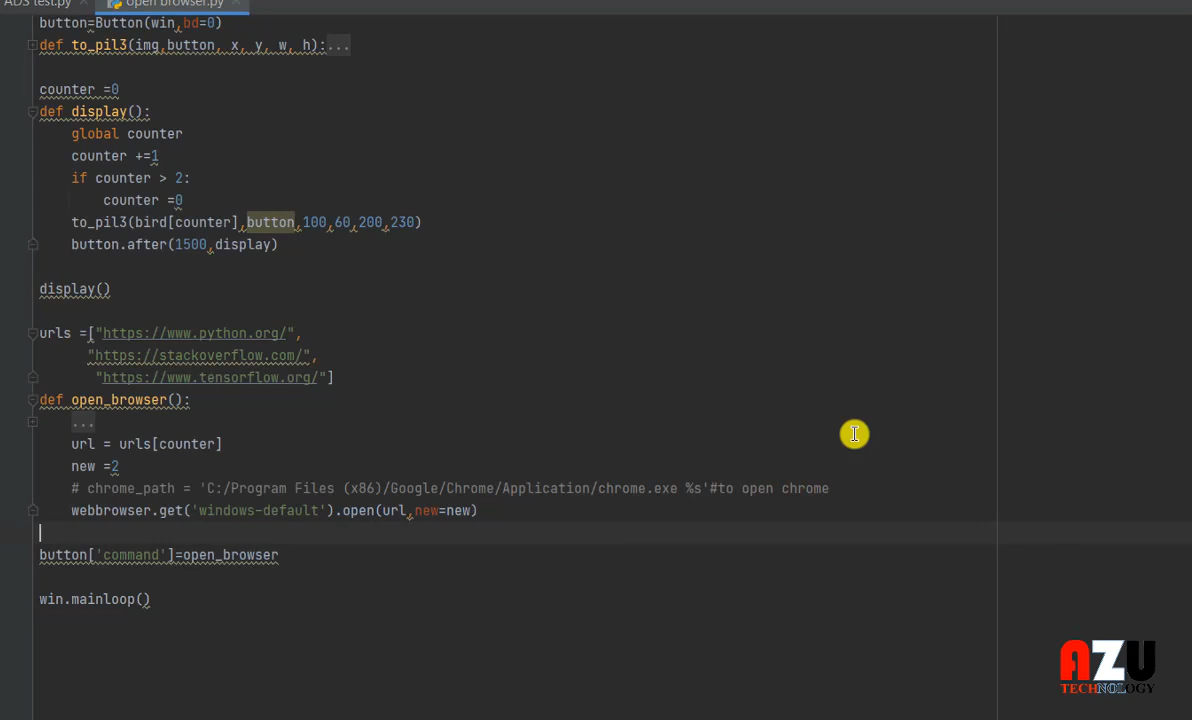 ADS test.py × open browser.py ×
button=Button(win,bd=0)
def to_pil3(img,button, x, y, w, h):...
counter =0
def display():
global counter
counter +=1
if counter > 2:
counter =0
to_pil3(bird[counter],button,100,60,200,230)
button.after(1500,display)
display()
urls =["https://www.python.org/",
"https://stackoverflow.com/",
"https://www.tensorflow.org/"]
def open_browser():
...
url = urls[counter]
new =2
# chrome_path = 'C:/Program Files (x86)/Google/Chrome/Application/chrome.exe %s'#to open chrome
webbrowser.get('windows-default').open(url,new=new)
button['command']=open_browser
win.mainloop()
AZU
TECHNOLOGY